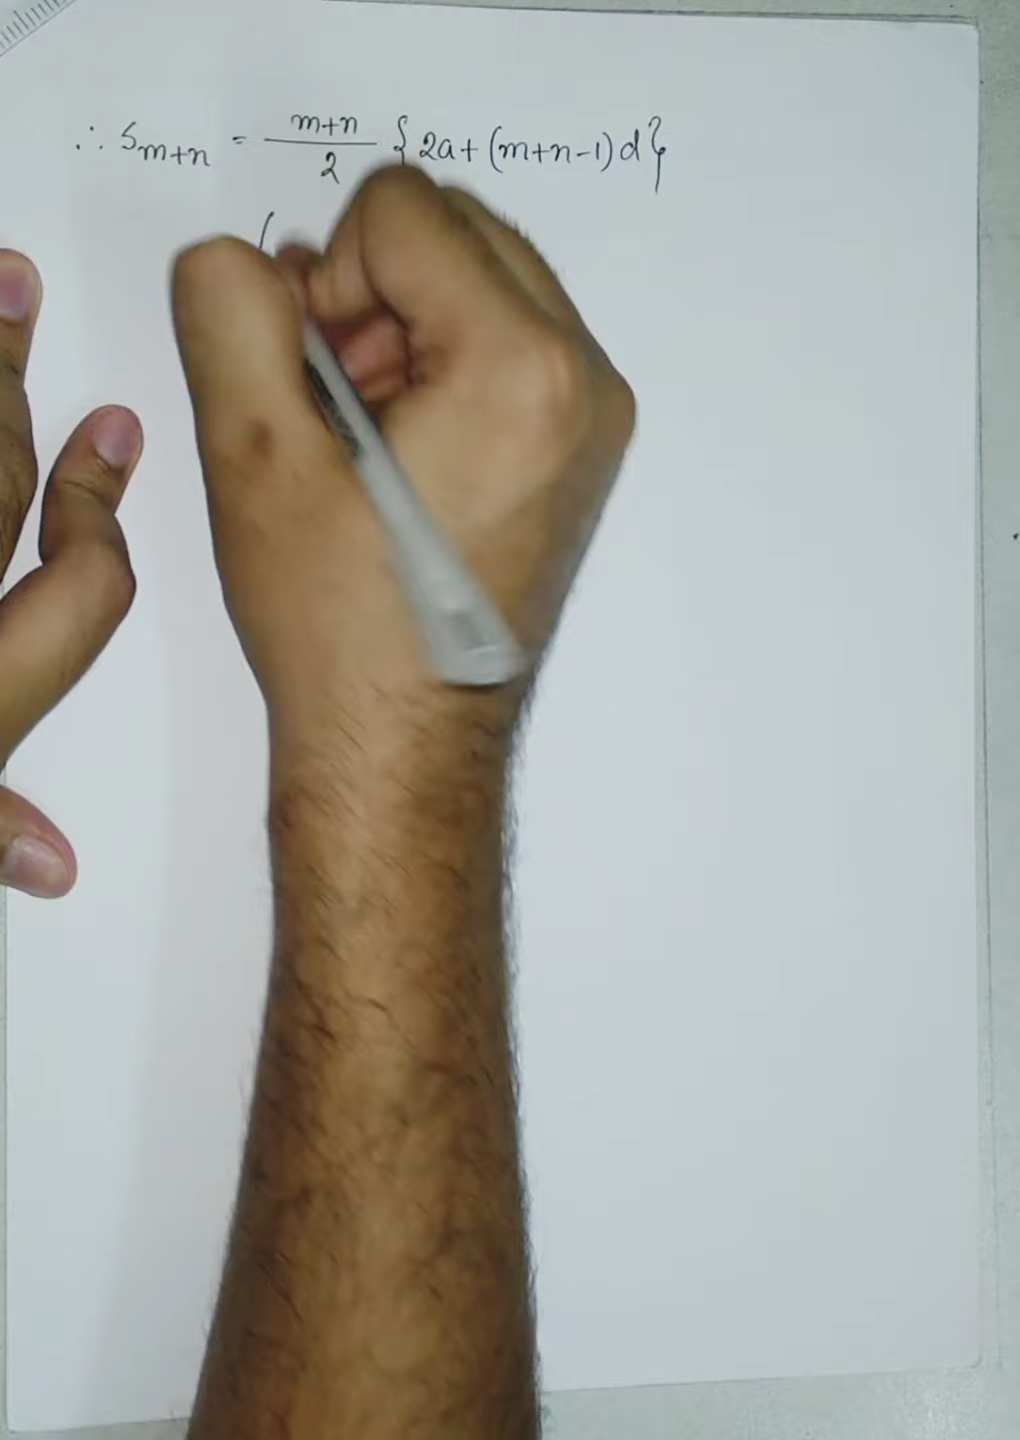 ∴ S_{m+n} = \frac{m+n}{2} {2a+(m+n-1)d}
(